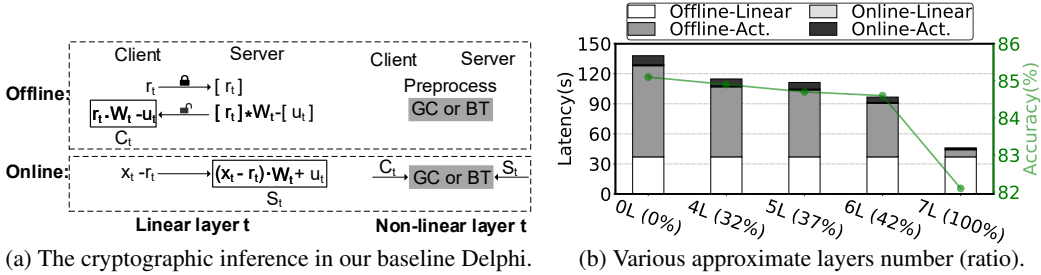 Client Server
Client Server
Offline:
r_t [ r_t ]
Preprocess
GC or BT
r_t·W_t-u_t [ r_t ]*W_t-[ u_t ]
C_t
Online:
x_t -r_t (x_t - r_t)·W_t+ u_t
S_t
C_t GC or BT S_t
Linear layer t Non-linear layer t
(a) The cryptographic inference in our baseline Delphi.
Offline-Linear Online-Linear
Offline-Act. Online-Act.
Latency(s)
150
120
90
60
30
0
86
85
84
83
82
Accuracy(%)
0L (0%) 4L (32%) 5L (37%) 6L (42%) 7L (100%)
(b) Various approximate layers number (ratio).